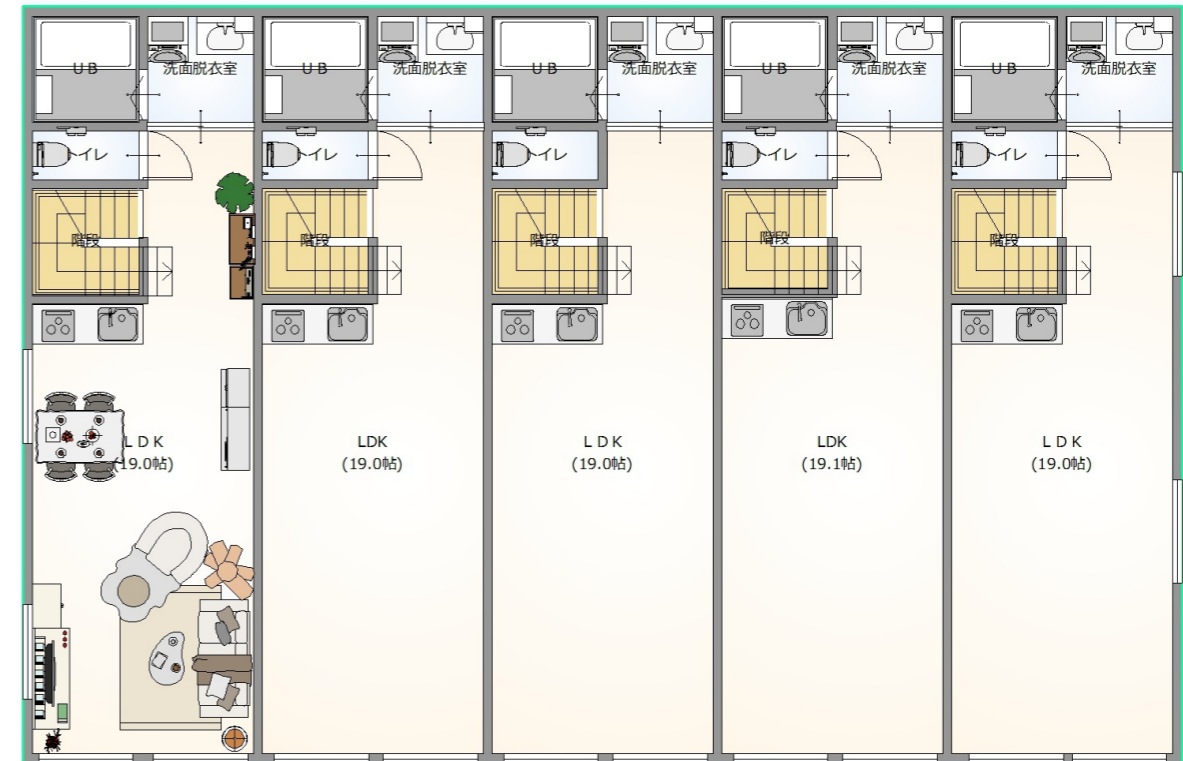 ＵＢ
洗面脱衣室
ＵＢ
洗面脱衣室
ＵＢ
洗面脱衣室
ＵＢ
洗面脱衣室
ＵＢ
洗面脱衣室
トイレ
トイレ
トイレ
トイレ
トイレ
階段
階段
階段
階段
階段
ＬＤＫ
(19.0帖)
LDK
(19.0帖)
ＬＤＫ
(19.0帖)
LDK
(19.1帖)
ＬＤＫ
(19.0帖)